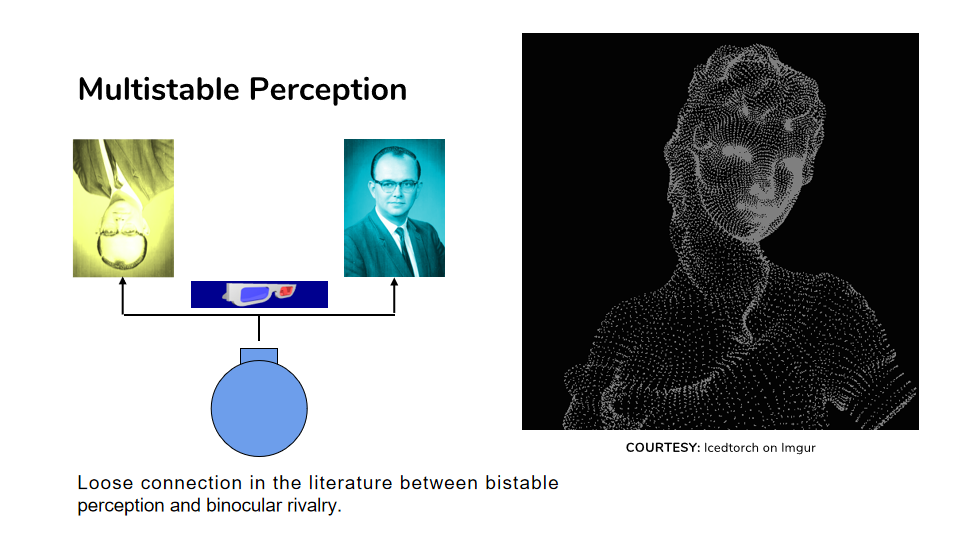 Multistable Perception
COURTESY: Icedtorch on Imgur
Loose connection in the literature between bistable
perception and binocular rivalry.